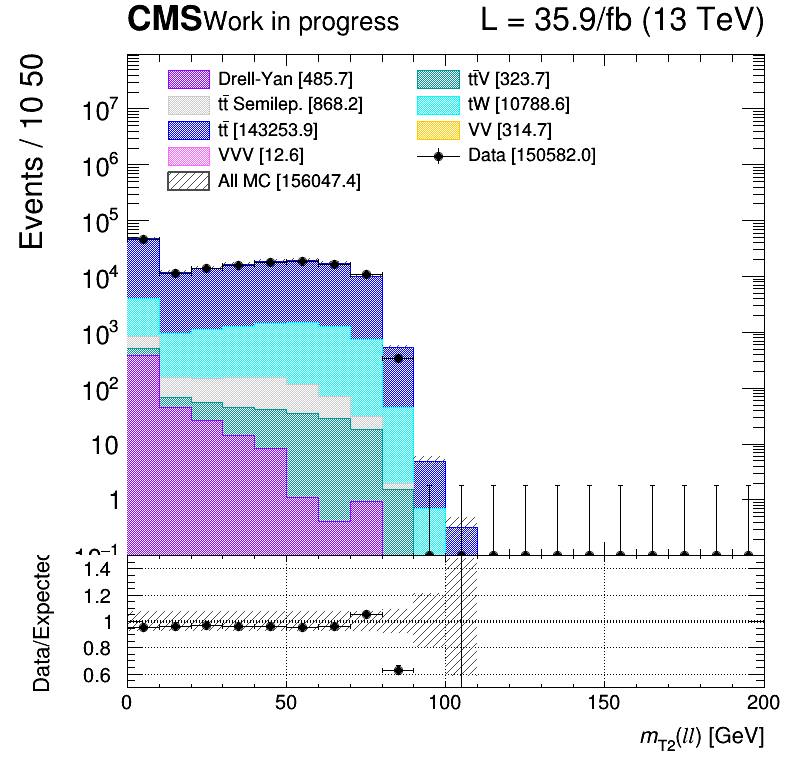 CMS Work in progress L = 35.9/fb (13 TeV)
Events / 10 50
Drell-Yan [485.7]
tt̄ Semilep. [868.2]
tt̄ [143253.9]
VVV [12.6]
All MC [156047.4]
tt̄V [323.7]
tW [10788.6]
VV [314.7]
Data [150582.0]
10⁷
10⁶
10⁵
10⁴
10³
10²
10
1
10⁻¹
Data/Expected
1.4
1.2
1
0.8
0.6
0 50 100 150 200
m_T2(ll) [GeV]